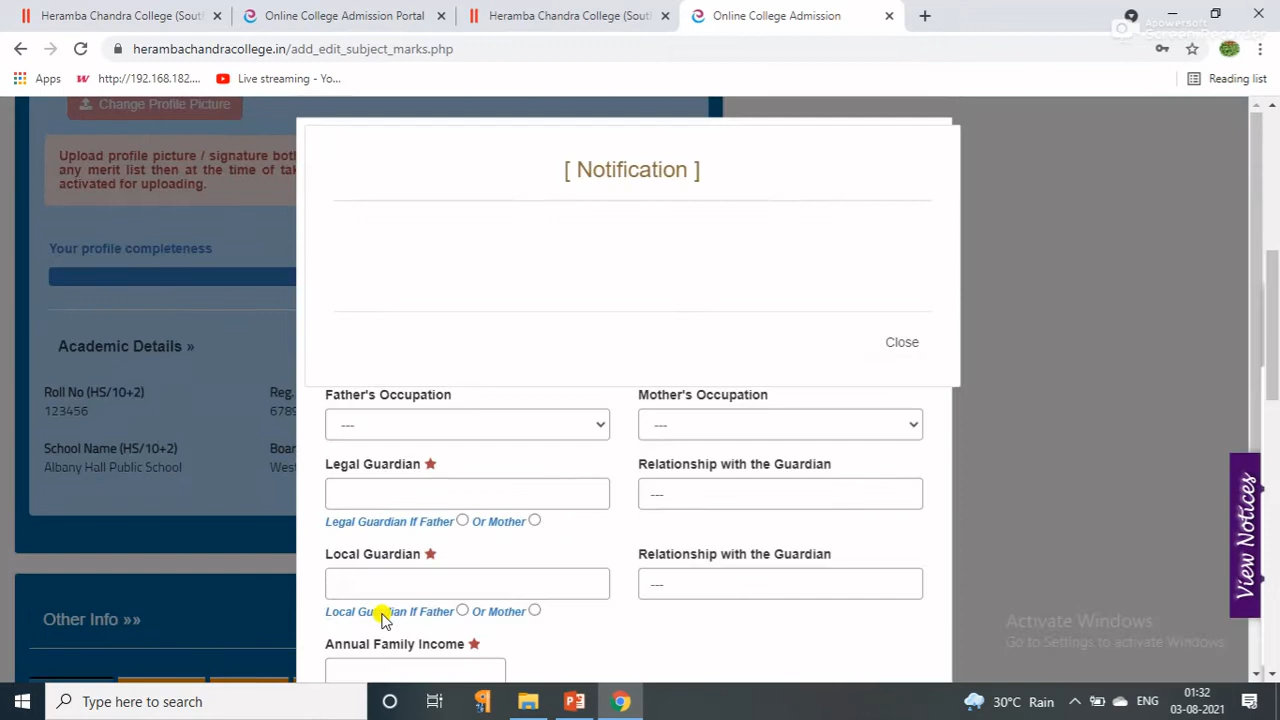 Heramba Chandra College (Sout
Online College Admission Portal
Heramba Chandra College (Sout
Online College Admission
Apowersoft
Screen Recorder
herambachandracollege.in/add_edit_subject_marks.php
Apps
http://192.168.182....
Live streaming - Yo...
Reading list
Change Profile Picture
Upload profile picture / signature both
any merit list then at the time of tak
activated for uploading.
[ Notification ]
Your profile completeness
Close
Academic Details »
Roll No (HS/10+2)
Reg.
123456
6789
School Name (HS/10+2)
Boar
Albany Hall Public School
West
Father's Occupation
Mother's Occupation
---
---
Legal Guardian ★
Relationship with the Guardian
---
Legal Guardian If Father Or Mother
Local Guardian ★
Relationship with the Guardian
---
Local Guardian If Father Or Mother
Annual Family Income ★
Other Info »»
View Notices
Activate Windows
Go to Settings to activate Windows.
Type here to search
30°C Rain
ENG
01:32
03-08-2021